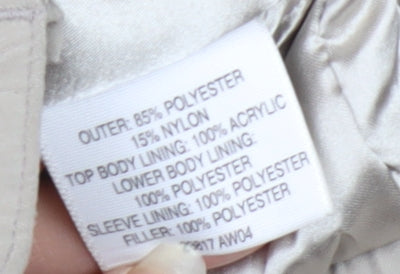 OUTER: 85% POLYESTER
15% NYLON
TOP BODY LINING: 100% ACRYLIC
LOWER BODY LINING:
100% POLYESTER
SLEEVE LINING: 100% POLYESTER
FILLER: 100% POLYESTER
AW04